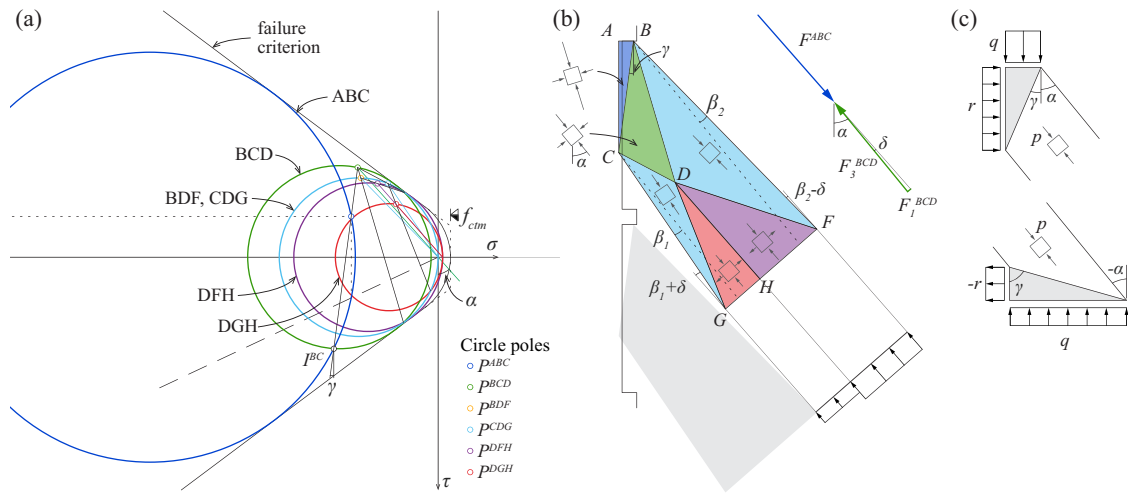 (a)
failure
criterion
ABC
BCD
BDF, CDG
DFH
DGH
f_ctm
σ
α
I^BC
γ
τ
Circle poles
P^ABC
P^BCD
P^BDF
P^CDG
P^DFH
P^DGH
(b)
A
B
γ
α
C
D
β_2
β_2-δ
F
β_1
β_1+δ
G
H
F^ABC
α
δ
F_3^BCD
F_1^BCD
(c)
q
r
γ
α
p
p
-r
γ
-α
q